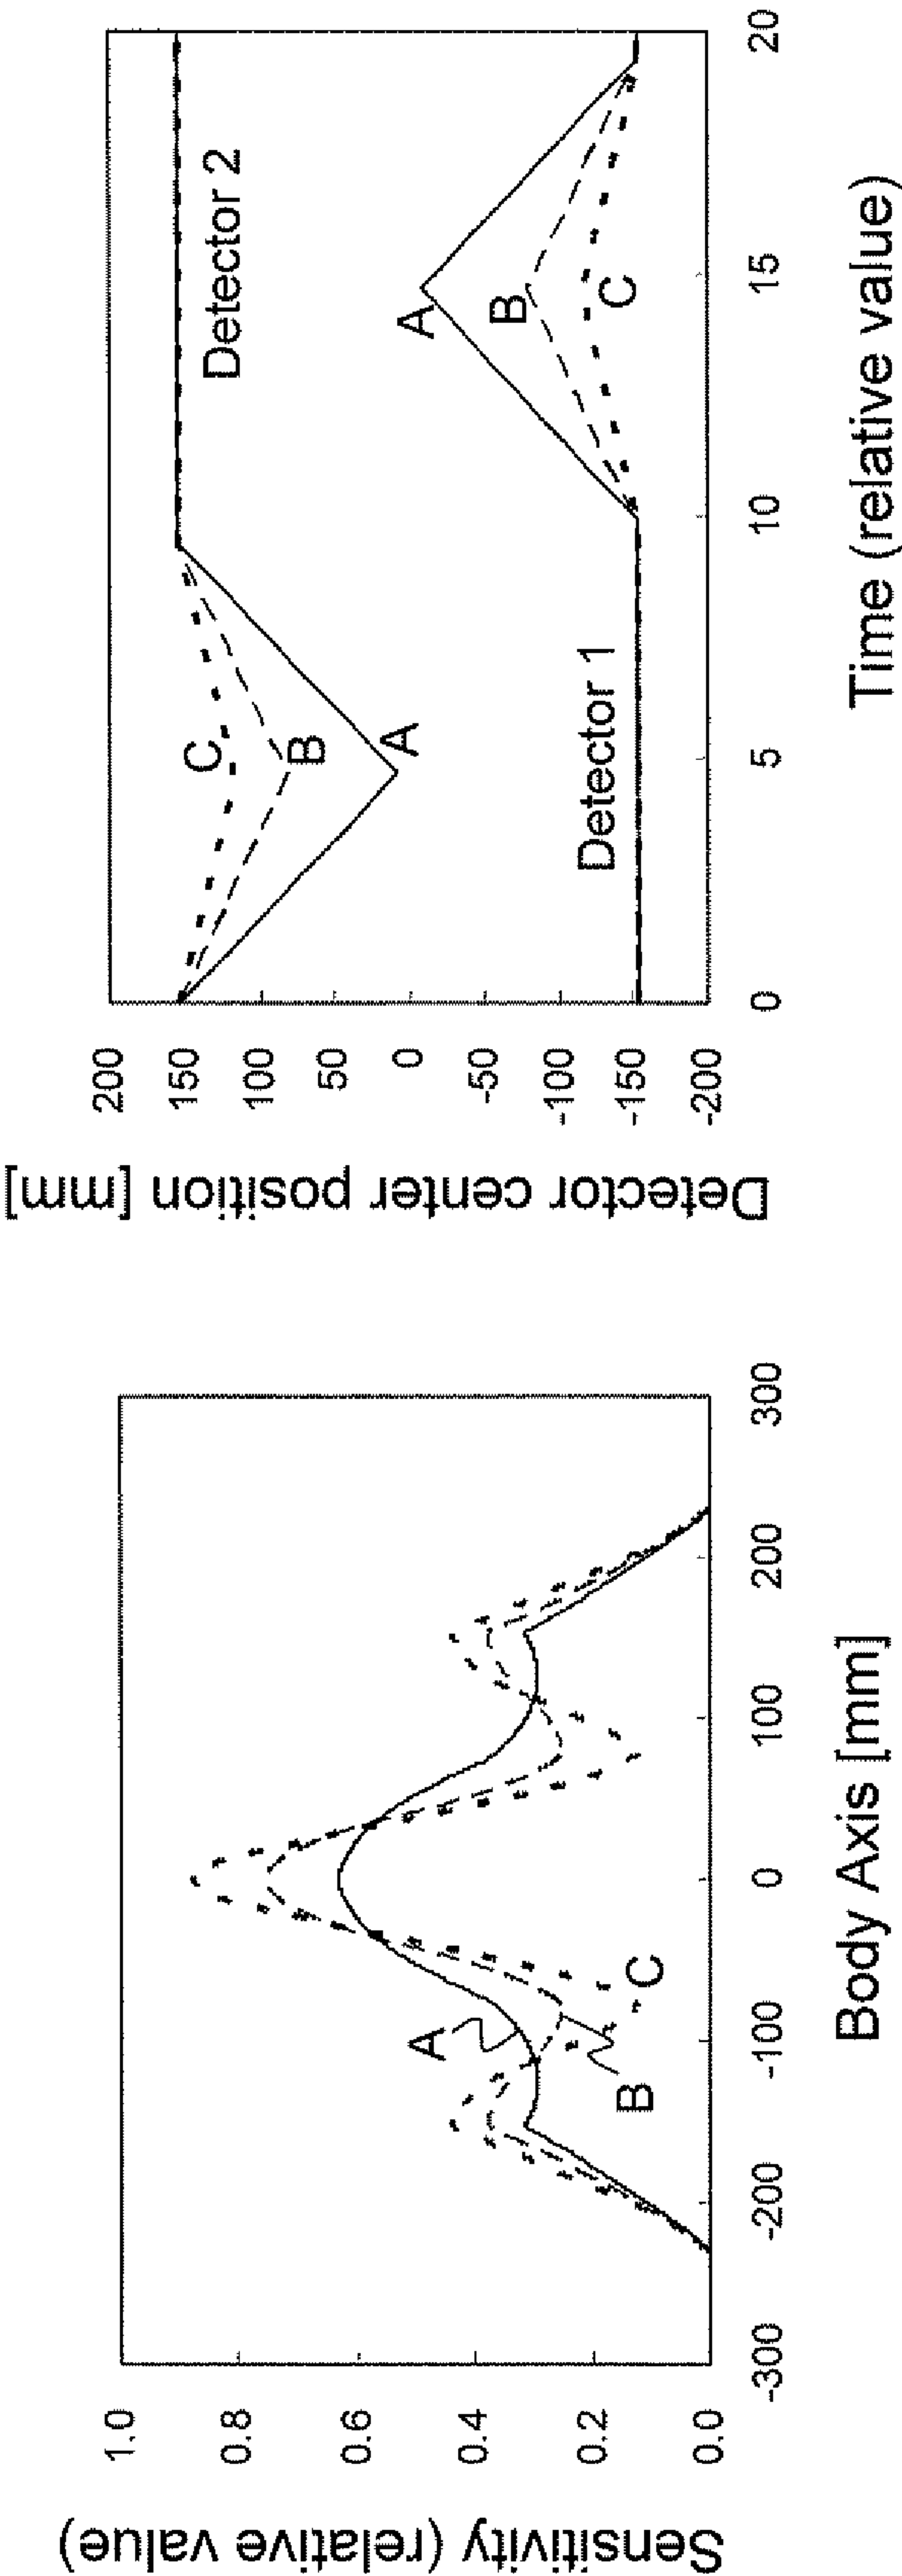 Sensitivity (relative value)
1.0
0.8
0.6
0.4
0.2
0.0
A
B
C
-300
-200
-100
0
100
200
300
Body Axis [mm]
Detector center position [mm]
200
150
100
50
0
-50
-100
-150
-200
C
B
A
Detector 2
Detector 1
A
B
C
0
5
10
15
20
Time (relative value)